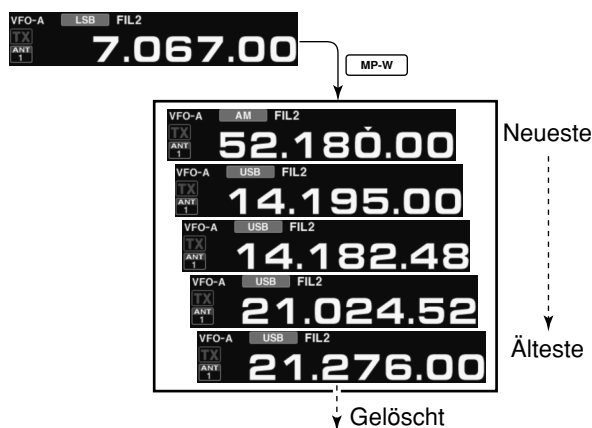 VFO-A LSB FIL2
TX
ANT 1
7.067.00
MP-W
VFO-A AM FIL2
TX
ANT 1
52.180.00
Neueste
VFO-A USB FIL2
TX
ANT 1
14.195.00
VFO-A USB FIL2
TX
ANT 1
14.182.48
VFO-A USB FIL2
TX
ANT 1
21.024.52
VFO-A USB FIL2
TX
ANT 1
21.276.00
Älteste
Gelöscht